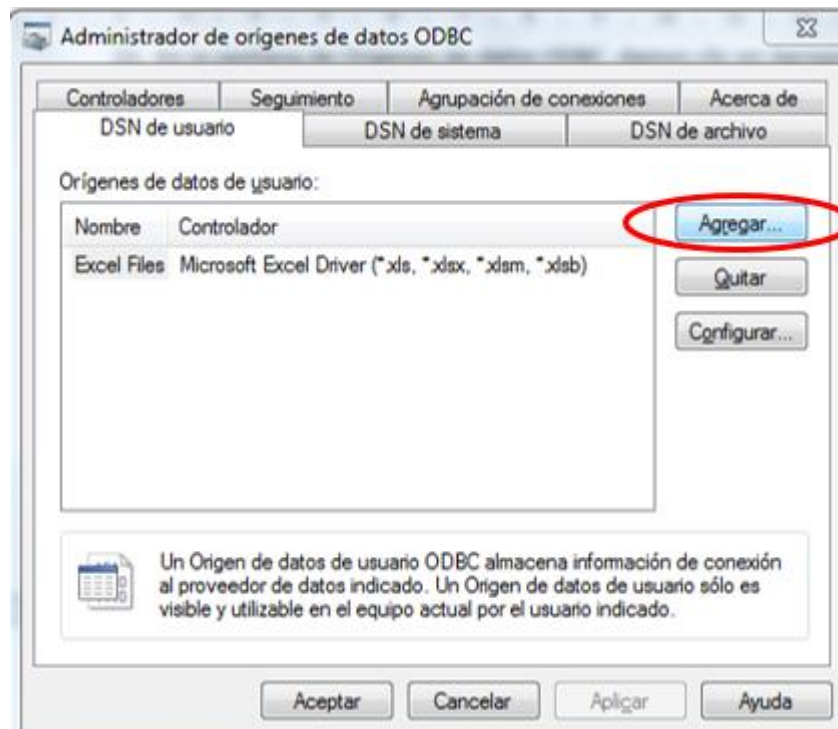 Administrador de orígenes de datos ODBC
Controladores Seguimiento Agrupación de conexiones Acerca de
DSN de usuario DSN de sistema DSN de archivo
Orígenes de datos de usuario:
Nombre Controlador
Agregar...
Excel Files Microsoft Excel Driver (*.xls, *.xlsx, *.xlsm, *.xlsb)
Quitar
Configurar...
Un Origen de datos de usuario ODBC almacena información de conexión
al proveedor de datos indicado. Un Origen de datos de usuario sólo es
visible y utilizable en el equipo actual por el usuario indicado.
Aceptar Cancelar Aplicar Ayuda